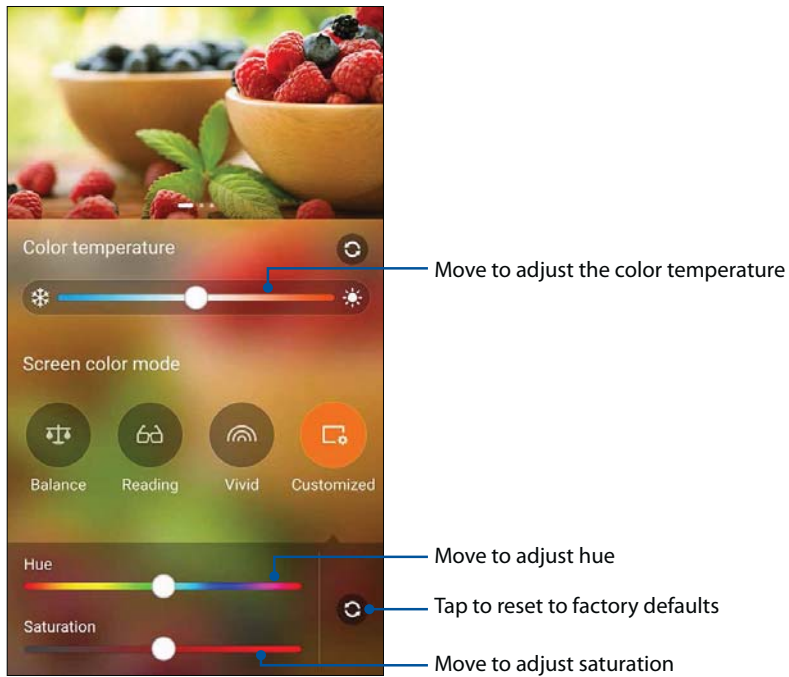 Color temperature
Move to adjust the color temperature
Screen color mode
Balance Reading Vivid Customized
Hue
Move to adjust hue
Tap to reset to factory defaults
Saturation
Move to adjust saturation